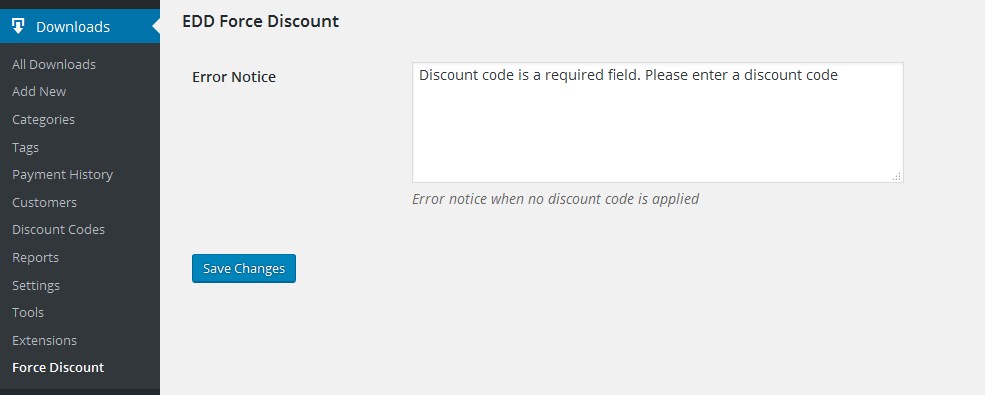 Downloads
All Downloads
Add New
Categories
Tags
Payment History
Customers
Discount Codes
Reports
Settings
Tools
Extensions
Force Discount
EDD Force Discount
Error Notice
Discount code is a required field. Please enter a discount code
Error notice when no discount code is applied
Save Changes